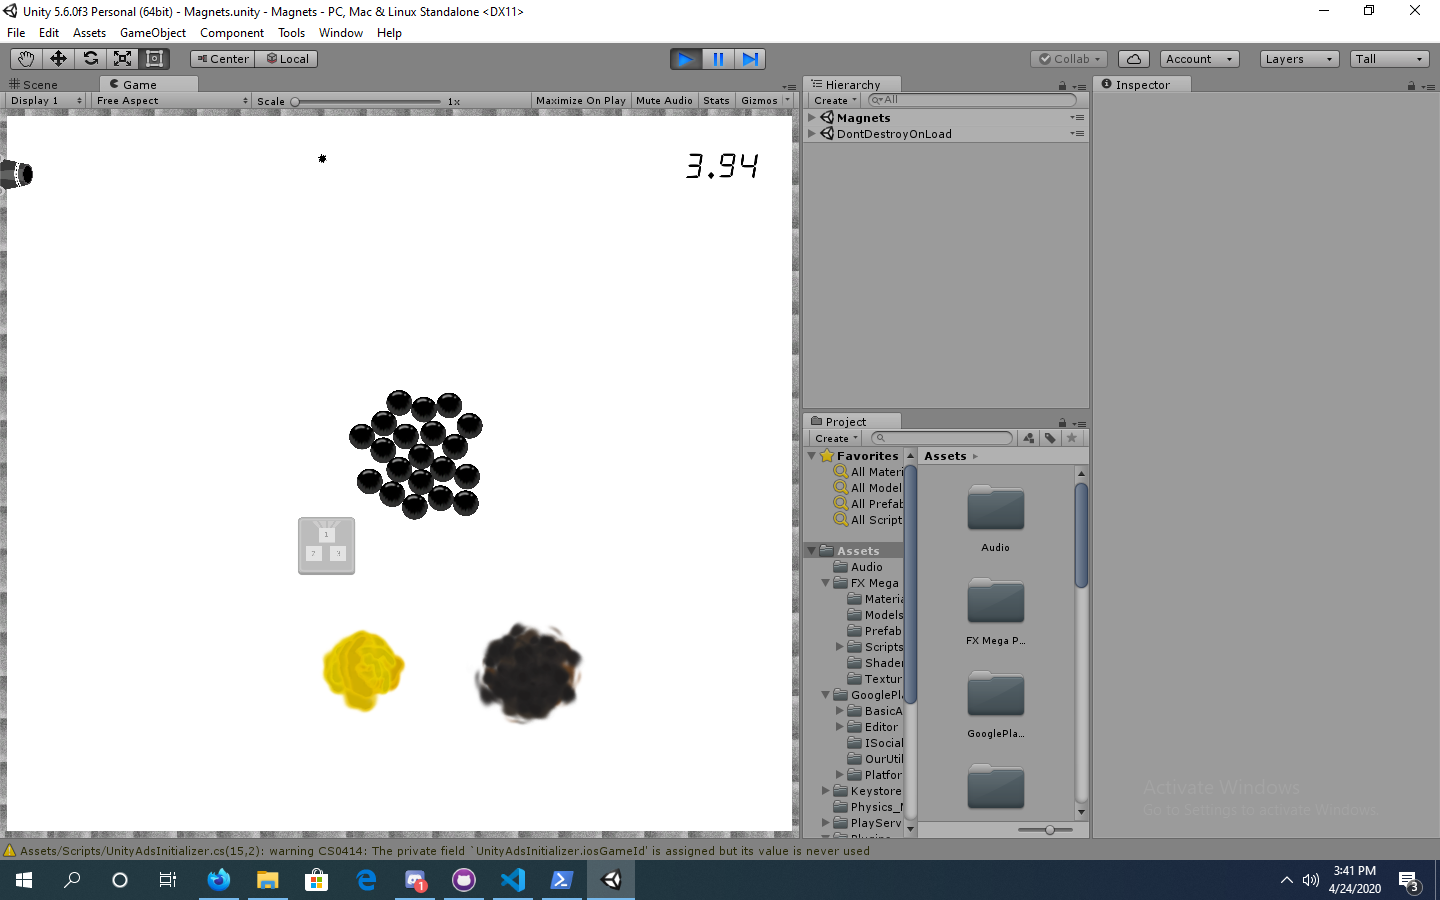 Unity 5.6.0f3 Personal (64bit) - Magnets.unity - Magnets - PC, Mac & Linux Standalone <DX11>
File Edit Assets GameObject Component Tools Window Help
Center Local Collab Account Layers Tall
Scene Game
Display 1 Free Aspect Scale 1x Maximize On Play Mute Audio Stats Gizmos
3.94
1
2 3
Hierarchy
Create All
Magnets
DontDestroyOnLoad
Inspector
Project
Create
Favorites
All Materi
All Model
All Prefab
All Script
Assets
Audio
FX Mega
Materia
Models
Prefab
Scripts
Shader
Textur
GooglePl
BasicA
Editor
ISocial
OurUtil
Platfor
Keystore
Physics_M
PlayServ
Plugins
Assets
Audio
FX Mega P...
GooglePla...
Activate Windows
Go to Settings to activate Windows.
Assets/Scripts/UnityAdsInitializer.cs(15,2): warning CS0414: The private field `UnityAdsInitializer.iosGameId' is assigned but its value is never used
1
3:41 PM
4/24/2020
3